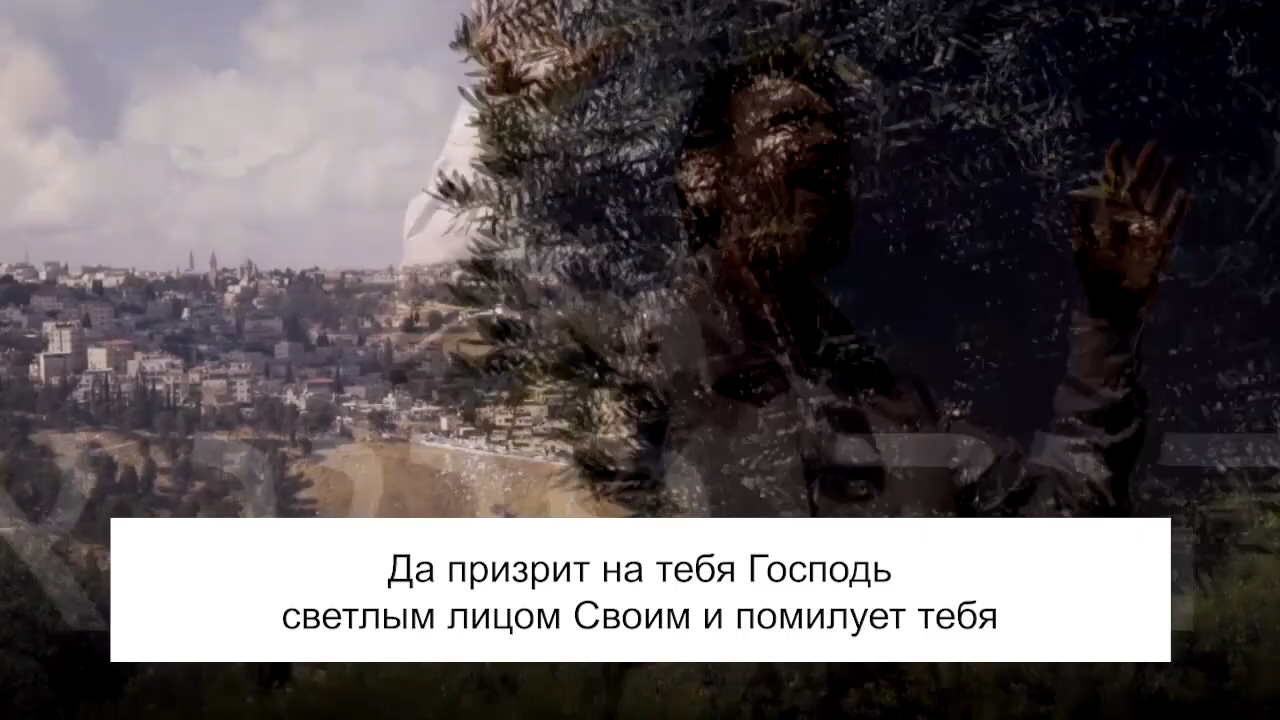 Да призрит на тебя Господь
светлым лицом Своим и помилует тебя